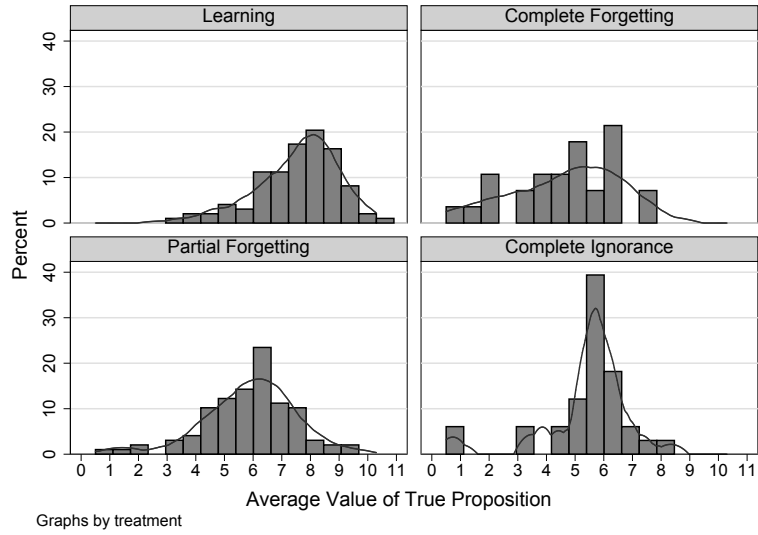 Learning
Complete Forgetting
40
30
20
10
0
Partial Forgetting
Complete Ignorance
40
30
20
10
0
0 1 2 3 4 5 6 7 8 9 10 11
0 1 2 3 4 5 6 7 8 9 10 11
Percent
Average Value of True Proposition
Graphs by treatment